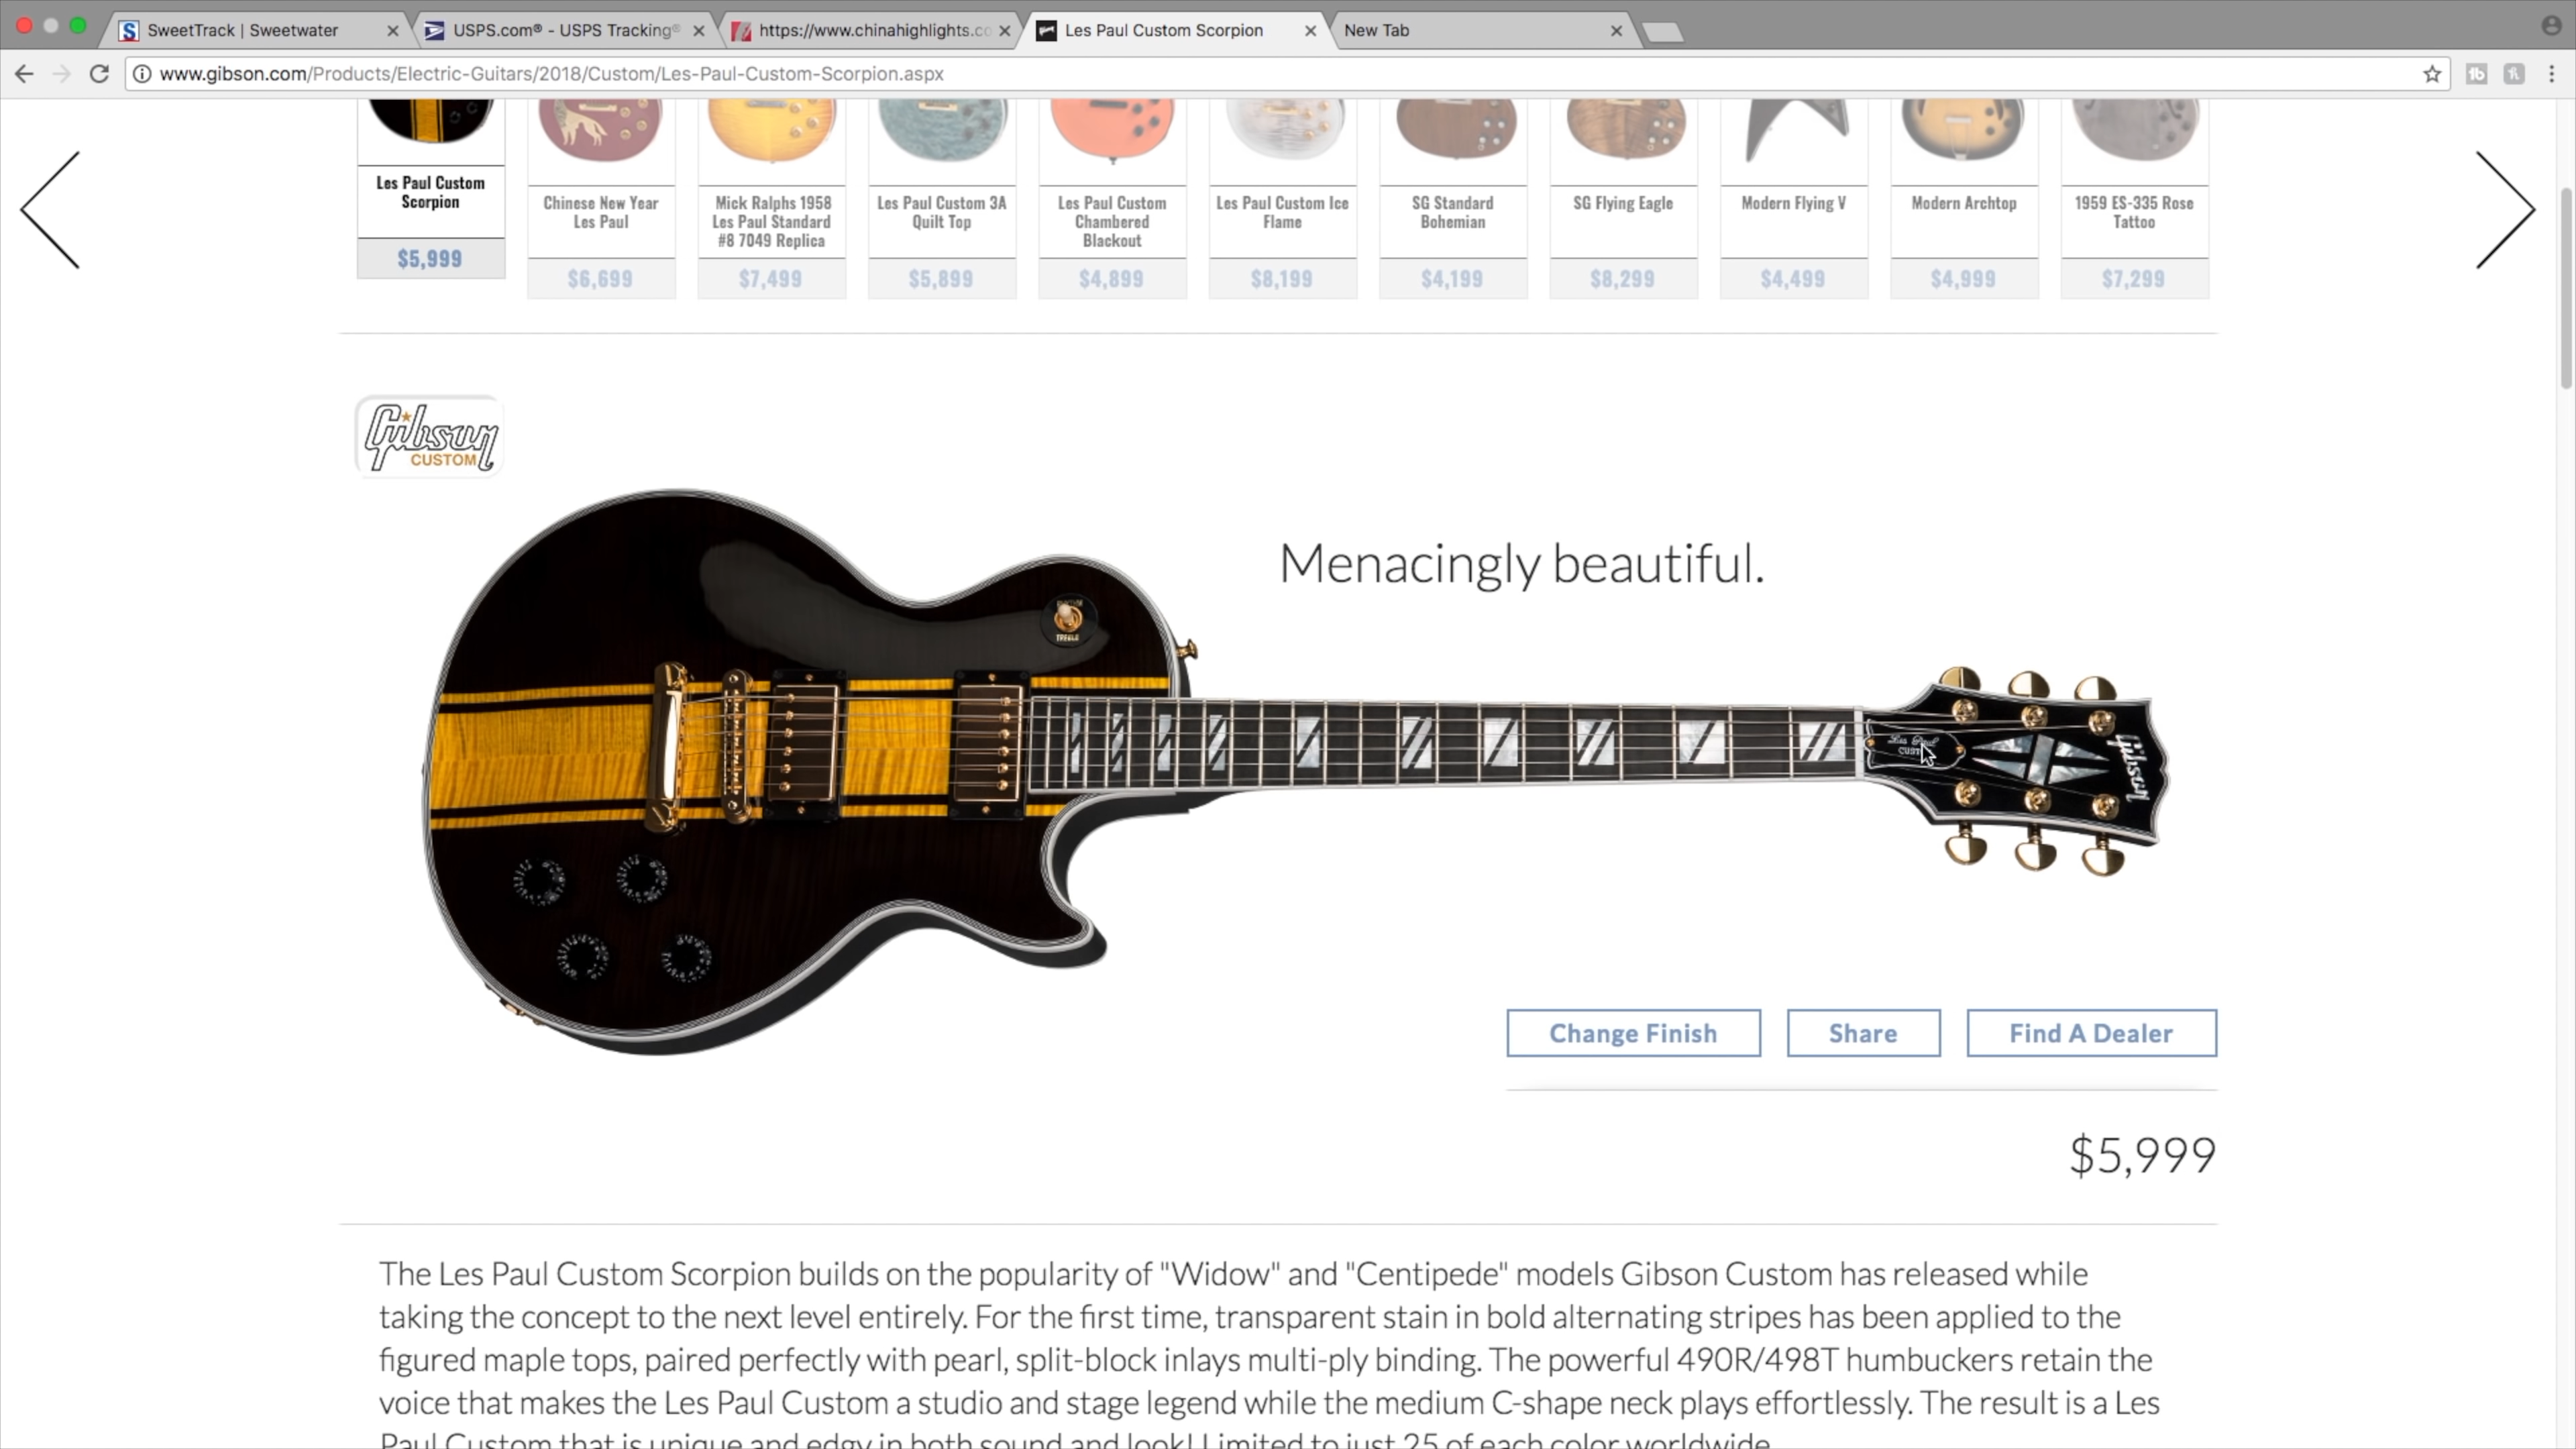 SweetTrack | Sweetwater
USPS.com® - USPS Tracking®
https://www.chinahighlights.co
Les Paul Custom Scorpion
New Tab
www.gibson.com/Products/Electric-Guitars/2018/Custom/Les-Paul-Custom-Scorpion.aspx
Les Paul Custom
Scorpion
$5,999
Chinese New Year
Les Paul
$6,699
Mick Ralphs 1958
Les Paul Standard
#8 7049 Replica
$7,499
Les Paul Custom 3A
Quilt Top
$5,899
Les Paul Custom
Chambered
Blackout
$4,899
Les Paul Custom Ice
Flame
$8,199
SG Standard
Bohemian
$4,199
SG Flying Eagle
$8,299
Modern Flying V
$4,499
Modern Archtop
$4,999
1959 ES-335 Rose
Tattoo
$7,299
Gibson
CUSTOM
Menacingly beautiful.
TREBLE
Les Paul
Gibson
Change Finish
Share
Find A Dealer
$5,999
The Les Paul Custom Scorpion builds on the popularity of "Widow" and "Centipede" models Gibson Custom has released while
taking the concept to the next level entirely. For the first time, transparent stain in bold alternating stripes has been applied to the
figured maple tops, paired perfectly with pearl, split-block inlays multi-ply binding. The powerful 490R/498T humbuckers retain the
voice that makes the Les Paul Custom a studio and stage legend while the medium C-shape neck plays effortlessly. The result is a Les
Paul Custom that is unique and edgy in both sound and look! Limited to just 25 of each color worldwide.